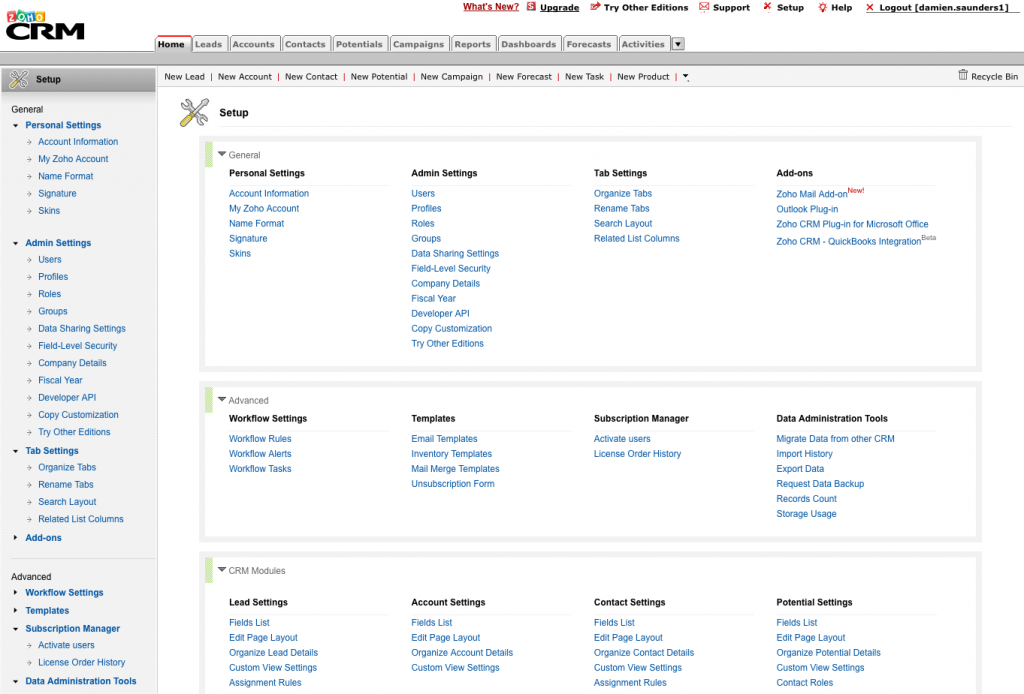 What's New?
Upgrade
Try Other Editions
Support
Setup
Help
Logout [damien.saunders1]
ZOHO
CRM
Home
Leads
Accounts
Contacts
Potentials
Campaigns
Reports
Dashboards
Forecasts
Activities
New Lead | New Account | New Contact | New Potential | New Campaign | New Forecast | New Task | New Product |
Recycle Bin
Setup
General
Personal Settings
Account Information
My Zoho Account
Name Format
Signature
Skins
Admin Settings
Users
Profiles
Roles
Groups
Data Sharing Settings
Field-Level Security
Company Details
Fiscal Year
Developer API
Copy Customization
Try Other Editions
Tab Settings
Organize Tabs
Rename Tabs
Search Layout
Related List Columns
Add-ons
Advanced
Workflow Settings
Templates
Subscription Manager
Activate users
License Order History
Data Administration Tools
Setup
General
Personal Settings
Account Information
My Zoho Account
Name Format
Signature
Skins
Admin Settings
Users
Profiles
Roles
Groups
Data Sharing Settings
Field-Level Security
Company Details
Fiscal Year
Developer API
Copy Customization
Try Other Editions
Tab Settings
Organize Tabs
Rename Tabs
Search Layout
Related List Columns
Add-ons
Zoho Mail Add-on New!
Outlook Plug-in
Zoho CRM Plug-in for Microsoft Office
Zoho CRM - QuickBooks Integration Beta
Advanced
Workflow Settings
Workflow Rules
Workflow Alerts
Workflow Tasks
Templates
Email Templates
Inventory Templates
Mail Merge Templates
Unsubscription Form
Subscription Manager
Activate users
License Order History
Data Administration Tools
Migrate Data from other CRM
Import History
Export Data
Request Data Backup
Records Count
Storage Usage
CRM Modules
Lead Settings
Fields List
Edit Page Layout
Organize Lead Details
Custom View Settings
Assignment Rules
Account Settings
Fields List
Edit Page Layout
Organize Account Details
Custom View Settings
Contact Settings
Fields List
Edit Page Layout
Organize Contact Details
Custom View Settings
Assignment Rules
Potential Settings
Fields List
Edit Page Layout
Organize Potential Details
Custom View Settings
Contact Roles